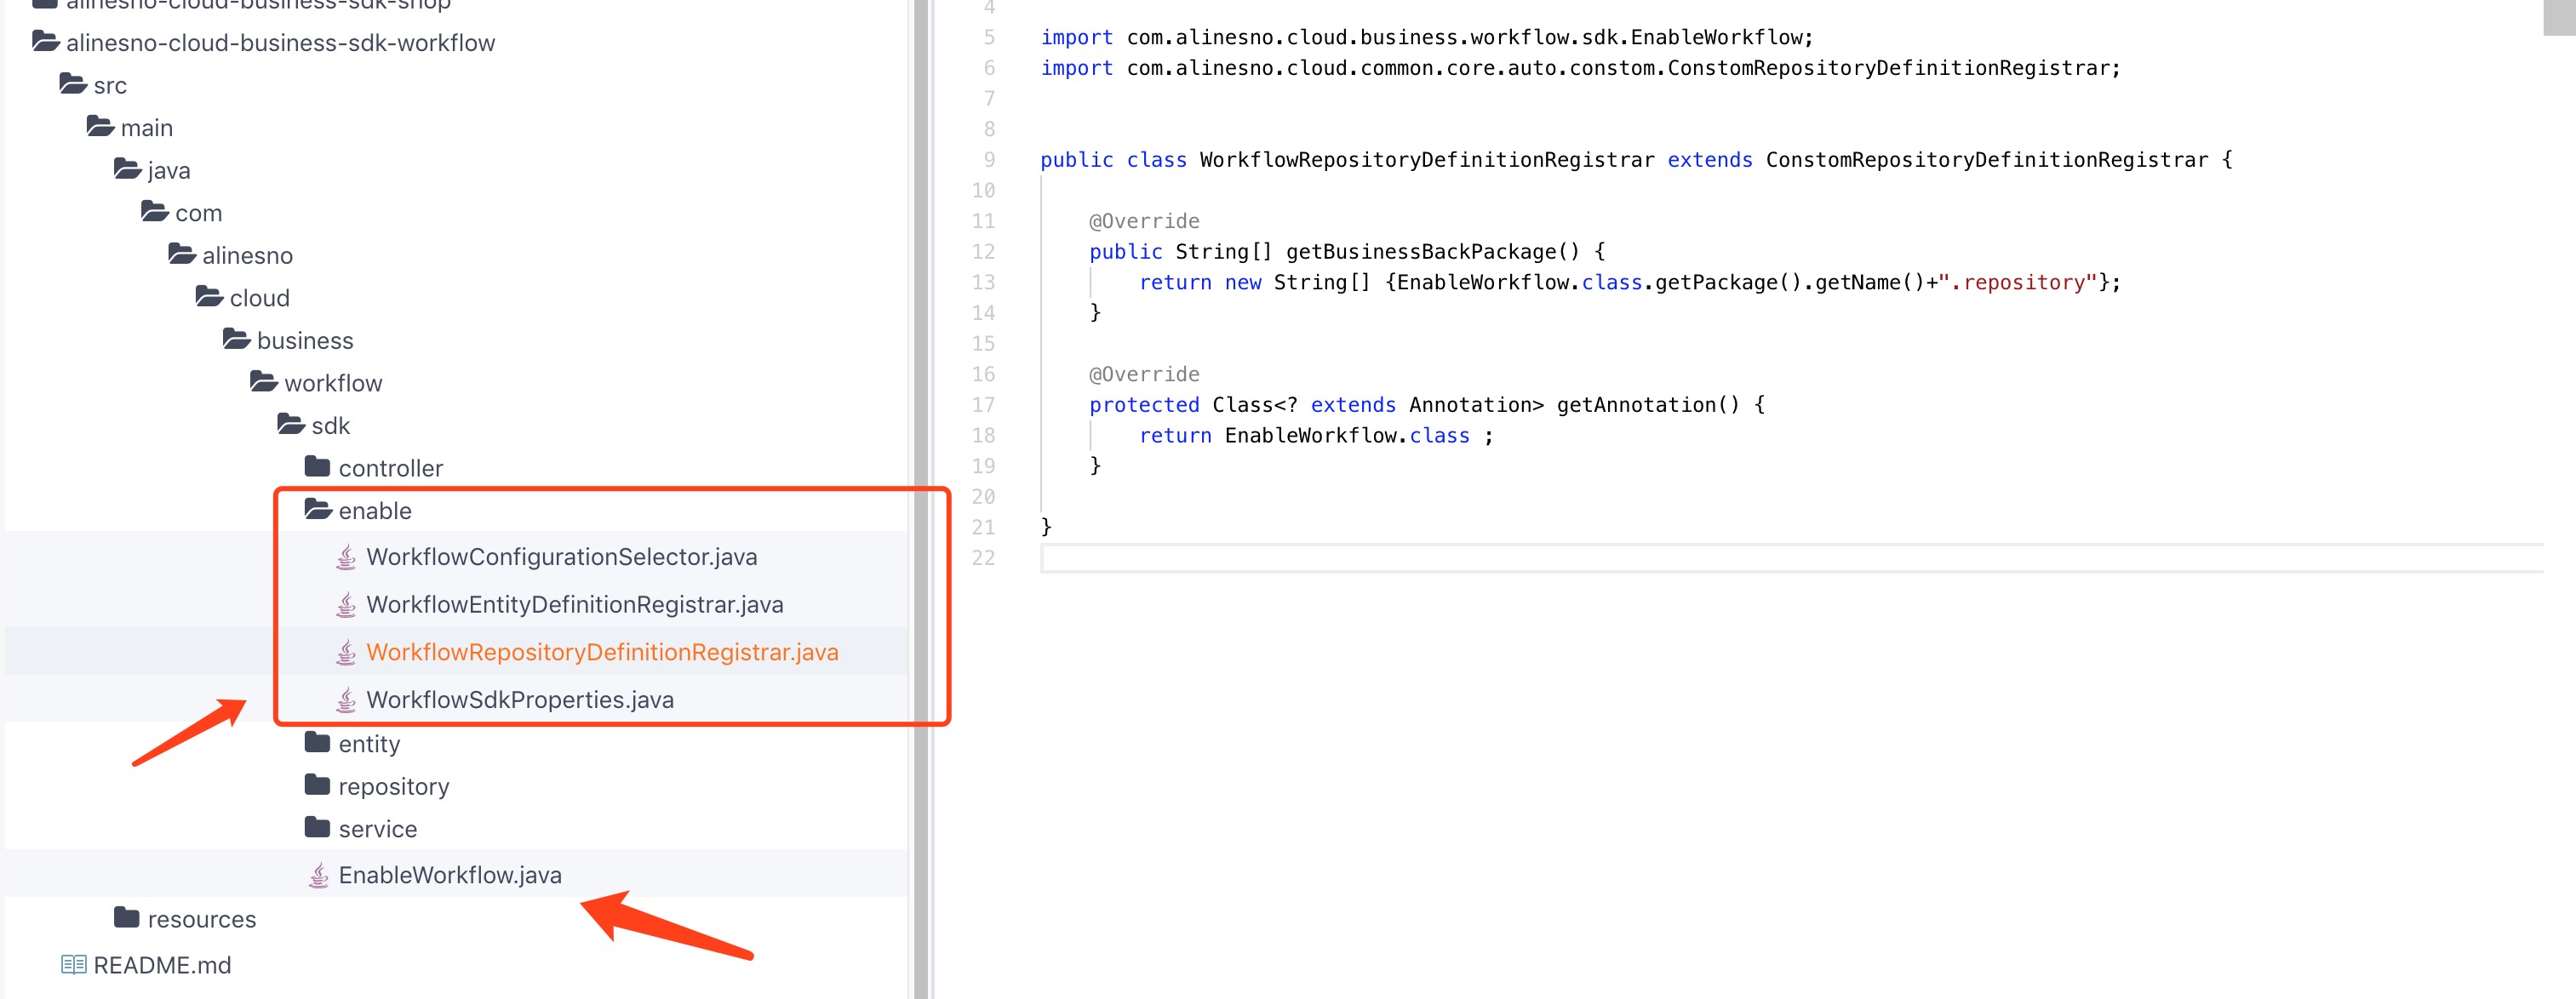 alinesno-cloud-business-sdk-shop
alinesno-cloud-business-sdk-workflow
src
main
java
com
alinesno
cloud
business
workflow
sdk
controller
enable
WorkflowConfigurationSelector.java
WorkflowEntityDefinitionRegistrar.java
WorkflowRepositoryDefinitionRegistrar.java
WorkflowSdkProperties.java
entity
repository
service
EnableWorkflow.java
resources
README.md
4
5 import com.alinesno.cloud.business.workflow.sdk.EnableWorkflow;
6 import com.alinesno.cloud.common.core.auto.constom.ConstomRepositoryDefinitionRegistrar;
7
8
9 public class WorkflowRepositoryDefinitionRegistrar extends ConstomRepositoryDefinitionRegistrar {
10
11 @Override
12 public String[] getBusinessBackPackage() {
13 return new String[] {EnableWorkflow.class.getPackage().getName()+".repository"};
14 }
15
16 @Override
17 protected Class<? extends Annotation> getAnnotation() {
18 return EnableWorkflow.class ;
19 }
20
21 }
22